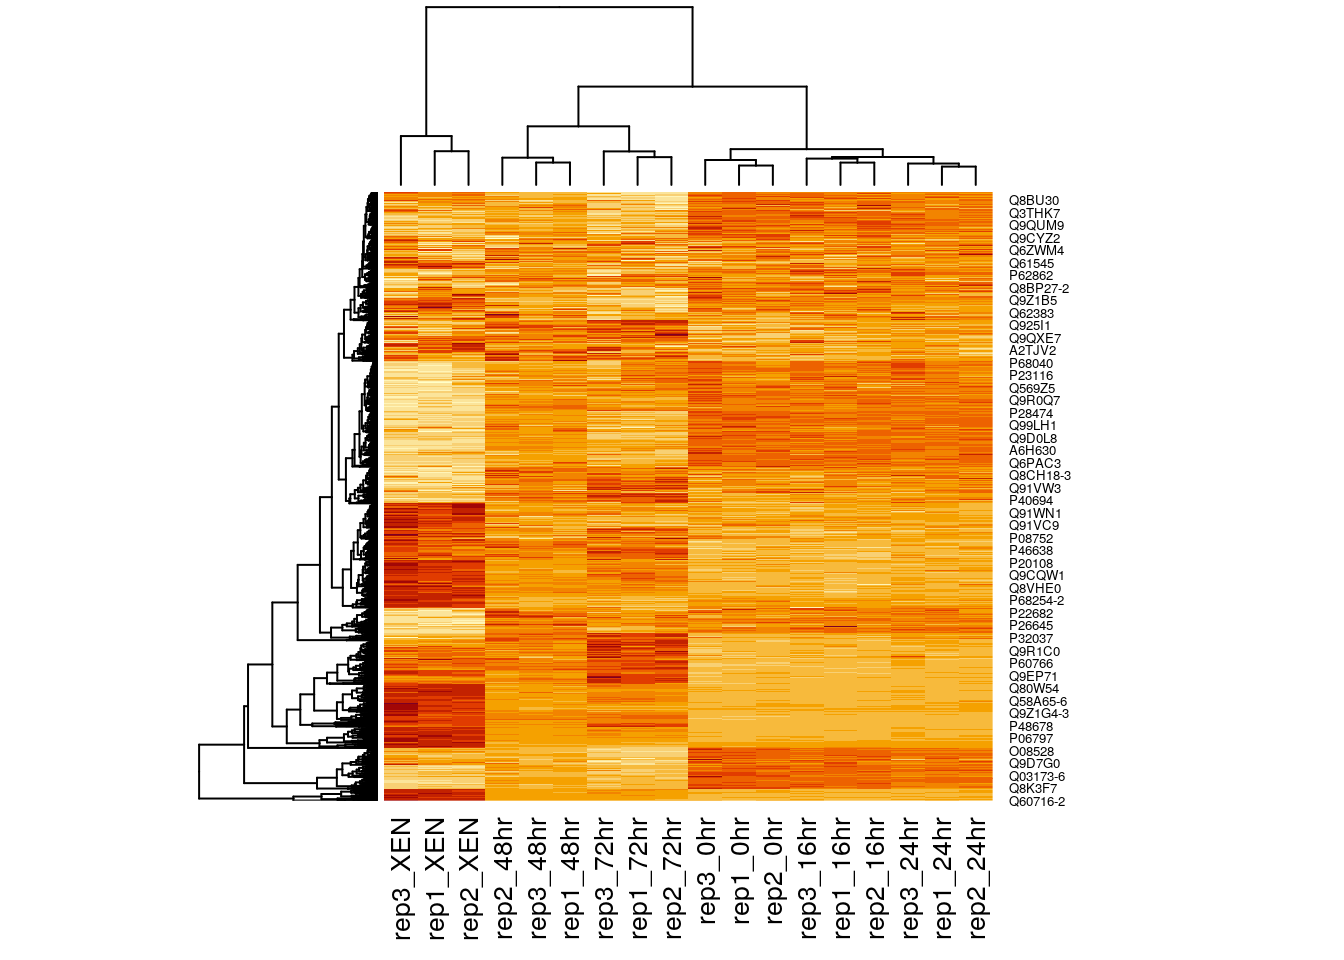 Q8BU30
Q3THK7
Q9QUM9
Q9CYZ2
Q6ZWM4
Q61545
P62862
Q8BP27-2
Q9Z1B5
Q62383
Q925I1
Q9QXE7
A2TJV2
P68040
P23116
Q569Z5
Q9R0Q7
P28474
Q99LH1
Q9D0L8
A6H630
Q6PAC3
Q8CH18-3
Q91VW3
P40694
Q91WN1
Q91VC9
P08752
P46638
P20108
Q9CQW1
Q8VHE0
P68254-2
P22682
P26645
P32037
Q9R1C0
P60766
Q9EP71
Q80W54
Q58A65-6
Q9Z1G4-3
P48678
P06797
O08528
Q9D7G0
Q03173-6
Q8K3F7
Q60716-2
rep3_XEN
rep1_XEN
rep2_XEN
rep2_48hr
rep3_48hr
rep1_48hr
rep3_72hr
rep1_72hr
rep2_72hr
rep3_0hr
rep1_0hr
rep2_0hr
rep3_16hr
rep1_16hr
rep2_16hr
rep3_24hr
rep1_24hr
rep2_24hr